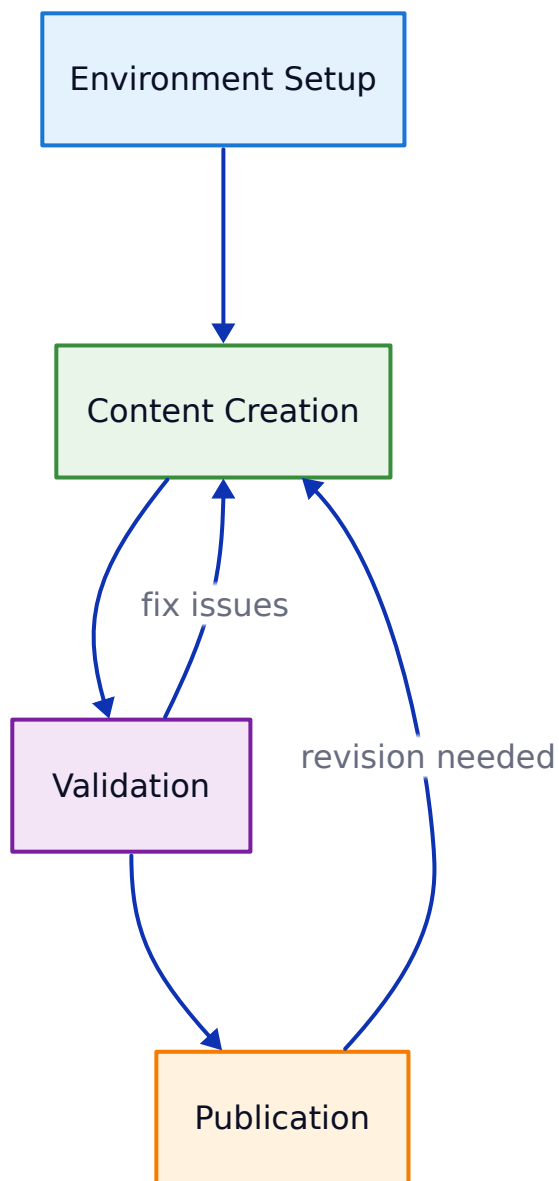 Environment Setup
Content Creation
fix issues
revision needed
Validation
Publication